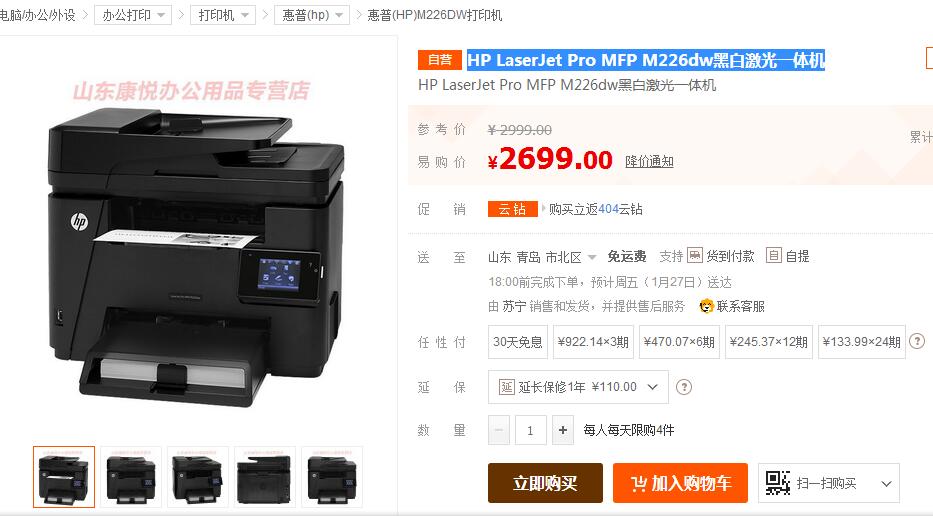 电脑/办公/外设 > 办公打印 > 打印机 > 惠普(hp) > 惠普(HP)M226DW打印机
山东康悦办公用品专营店
hp
自营 HP LaserJet Pro MFP M226dw黑白激光一体机
HP LaserJet Pro MFP M226dw黑白激光一体机
参考价 ¥ 2999.00
累计
易购价 ¥2699.00 降价通知
促销 云钻 购买立返404云钻
送至 山东 青岛 市北区 免运费 支持 货到付款 自 自提
18:00前完成下单，预计周五（1月27日）送达
由 苏宁 销售和发货，并提供售后服务 联系客服
任性付 30天免息 ¥922.14×3期 ¥470.07×6期 ¥245.37×12期 ¥133.99×24期 ?
延保 延 延长保修1年 ¥110.00 ?
数量 − 1 + 每人每天限购4件
立即购买 加入购物车 扫一扫购买